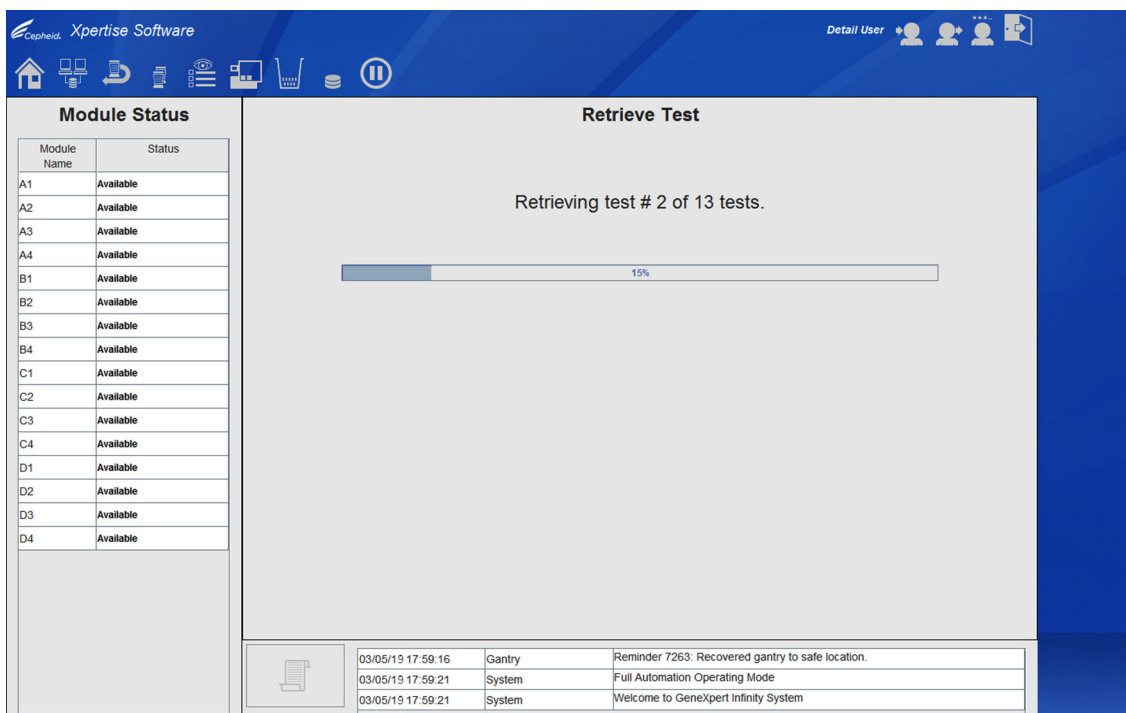 Cepheid. Xpertise Software
Detail User
Module Status
Retrieve Test
Module Name
Status
A1 Available
A2 Available
A3 Available
A4 Available
B1 Available
B2 Available
B3 Available
B4 Available
C1 Available
C2 Available
C3 Available
C4 Available
D1 Available
D2 Available
D3 Available
D4 Available
Retrieving test # 2 of 13 tests.
15%
03/05/19 17:59:16 Gantry Reminder 7263: Recovered gantry to safe location.
03/05/19 17:59:21 System Full Automation Operating Mode
03/05/19 17:59:21 System Welcome to GeneXpert Infinity System